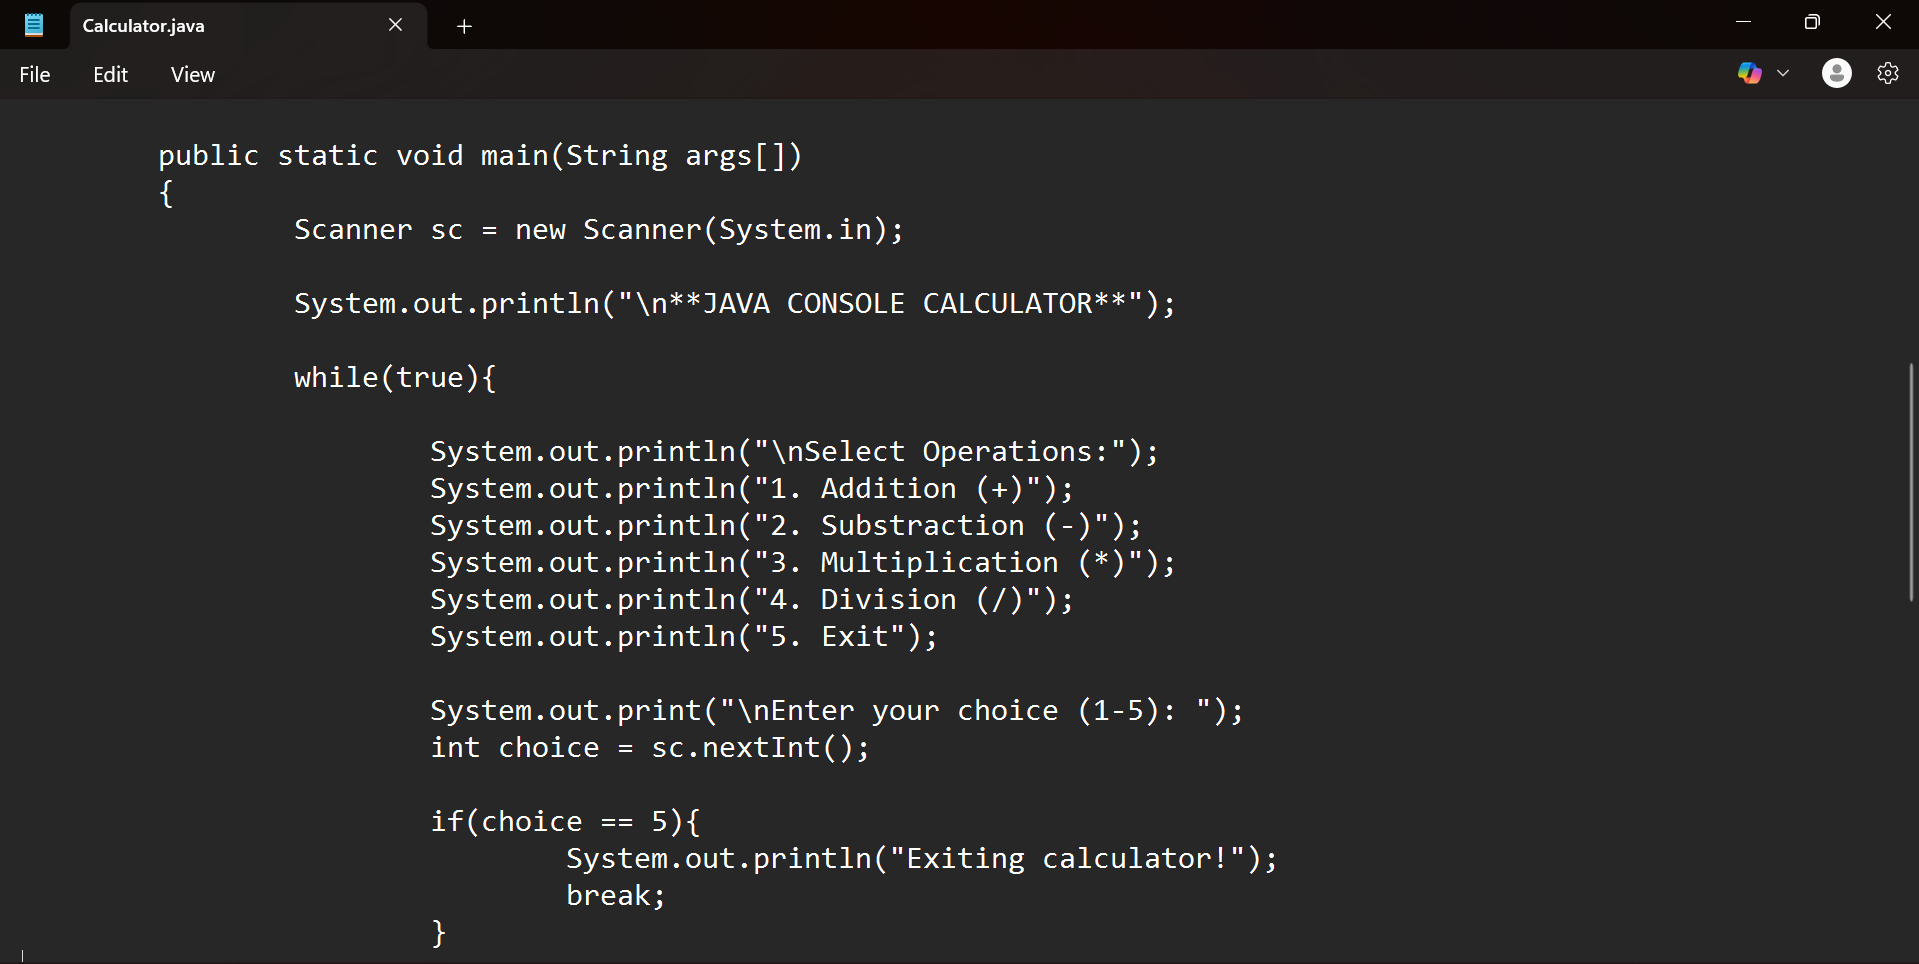 Calculator.java
File Edit View
public static void main(String args[])
{
Scanner sc = new Scanner(System.in);
System.out.println("\n**JAVA CONSOLE CALCULATOR**");
while(true){
System.out.println("\nSelect Operations:");
System.out.println("1. Addition (+)");
System.out.println("2. Substraction (-)");
System.out.println("3. Multiplication (*)");
System.out.println("4. Division (/)");
System.out.println("5. Exit");
System.out.print("\nEnter your choice (1-5): ");
int choice = sc.nextInt();
if(choice == 5){
System.out.println("Exiting calculator!");
break;
}